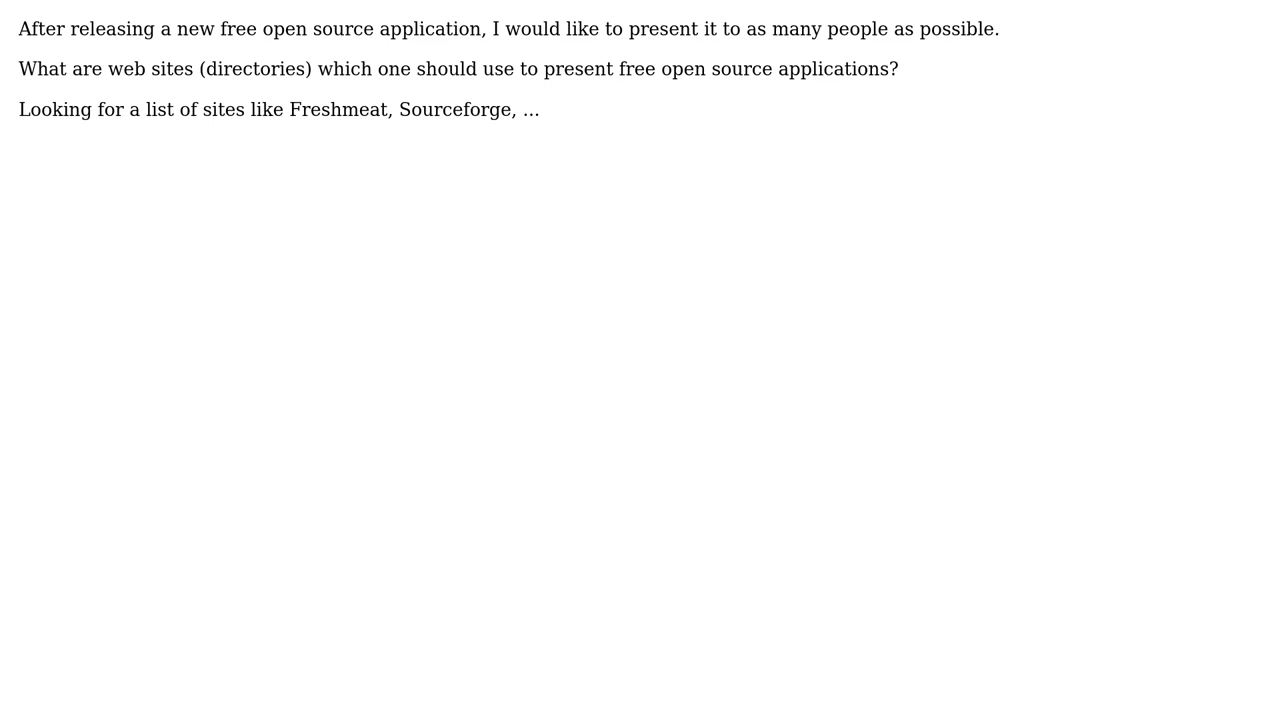 After releasing a new free open source application, I would like to present it to as many people as possible.
What are web sites (directories) which one should use to present free open source applications?
Looking for a list of sites like Freshmeat, Sourceforge, ...